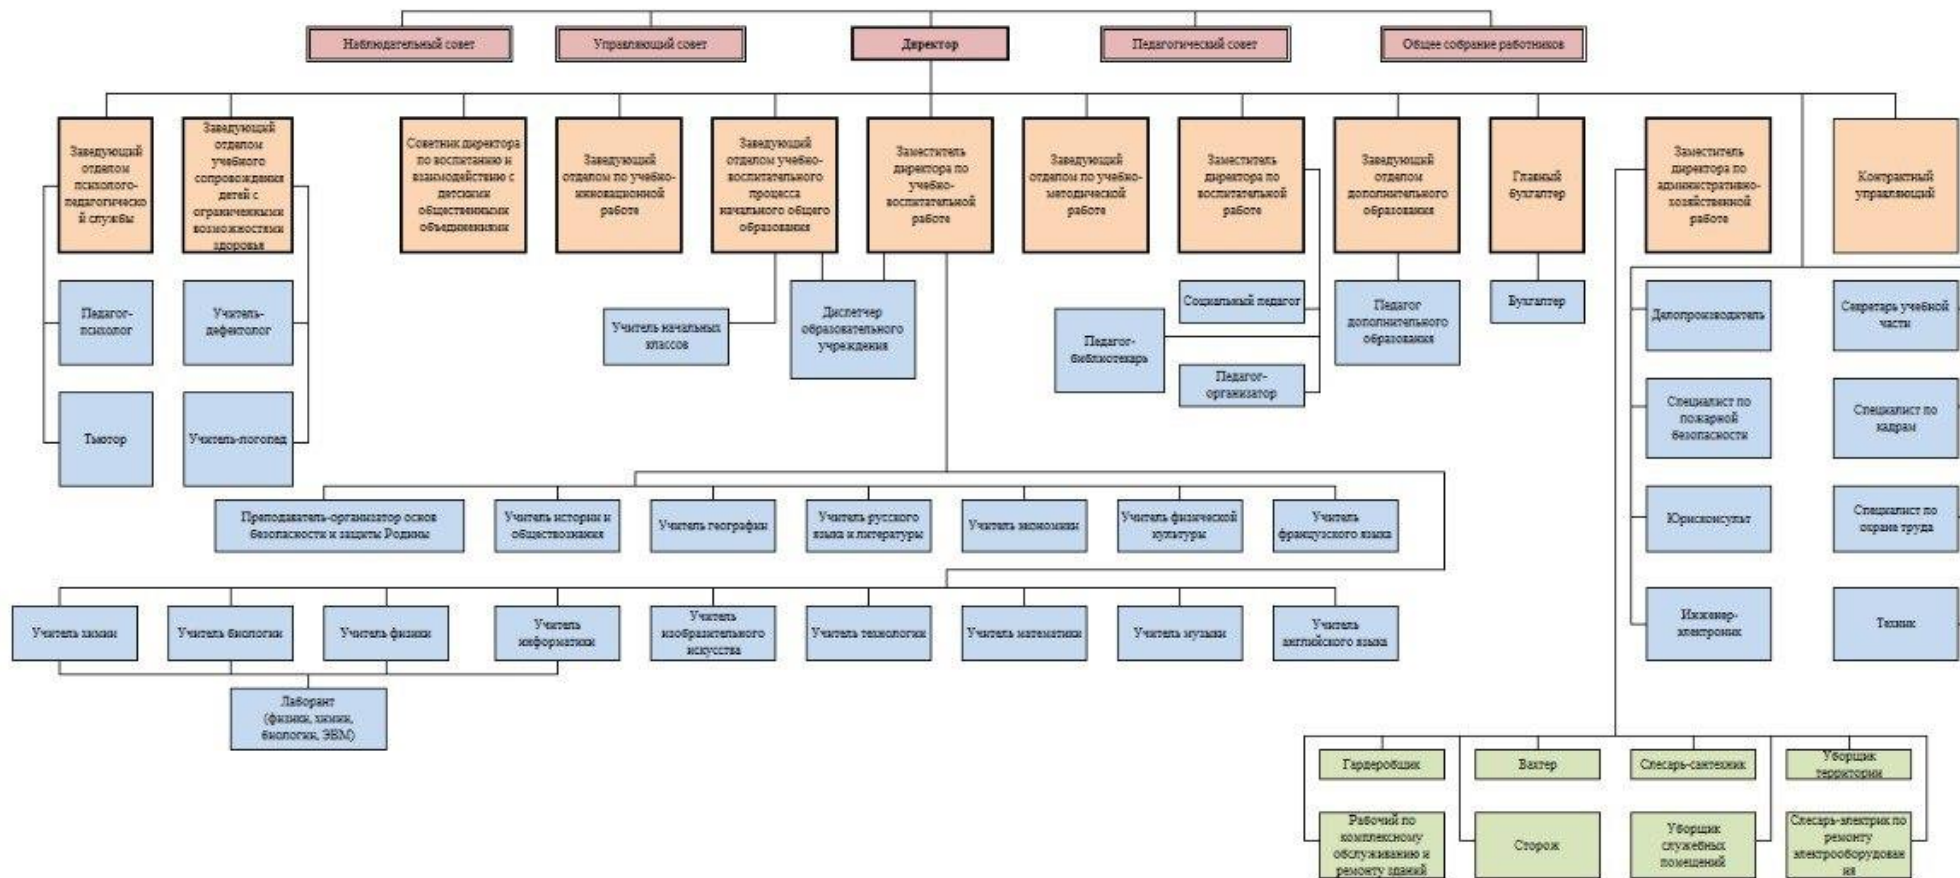 Наблюдательный совет
Управляющий совет
Директор
Педагогический совет
Общее собрание работников
Заведующий
отделом
психолого-
педагогическо
й службы
Заведующий
отделом
учебного
сопровождения
детей с
ограниченными
возможностями
здоровья
Советник директора
по воспитанию и
взаимодействию с
детскими
общественными
объединениями
Заведующий
отделом по учебно-
инновационной
работе
Заведующий
отделом учебно-
воспитательного
процесса
начального общего
образования
Заместитель
директора по
учебно-
воспитательной
работе
Заведующий
отделом по учебно-
методической
работе
Заместитель
директора по
воспитательной
работе
Заведующий
отделом
дополнительного
образования
Главный
бухгалтер
Заместитель
директора по
административно-
хозяйственной
работе
Контрактный
управляющий
Педагог-
психолог
Учитель-
дефектолог
Учитель начальных
классов
Диспетчер
образовательного
учреждения
Педагог-
библиотекарь
Социальный педагог
Педагог-
организатор
Педагог
дополнительного
образования
Бухгалтер
Делопроизводитель
Секретарь учебной
части
Тьютор
Учитель-логопед
Специалист по
пожарной
безопасности
Специалист по
кадрам
Преподаватель-организатор основ
безопасности и защиты Родины
Учитель истории и
обществознания
Учитель географии
Учитель русского
языка и литературы
Учитель экономики
Учитель физической
культуры
Учитель
французского языка
Юрисконсульт
Специалист по
охране труда
Учитель химии
Учитель биологии
Учитель физики
Учитель
информатики
Учитель
изобразительного
искусства
Учитель технологии
Учитель математики
Учитель музыки
Учитель
английского языка
Инженер-
электроник
Техник
Лаборант
(физики, химии,
биологии, ЭВМ)
Гардеробщик
Вахтер
Слесарь-сантехник
Уборщик
территории
Рабочий по
комплексному
обслуживанию и
ремонту зданий
Сторож
Уборщик
служебных
помещений
Слесарь-электрик по
ремонту
электрооборудован
ия